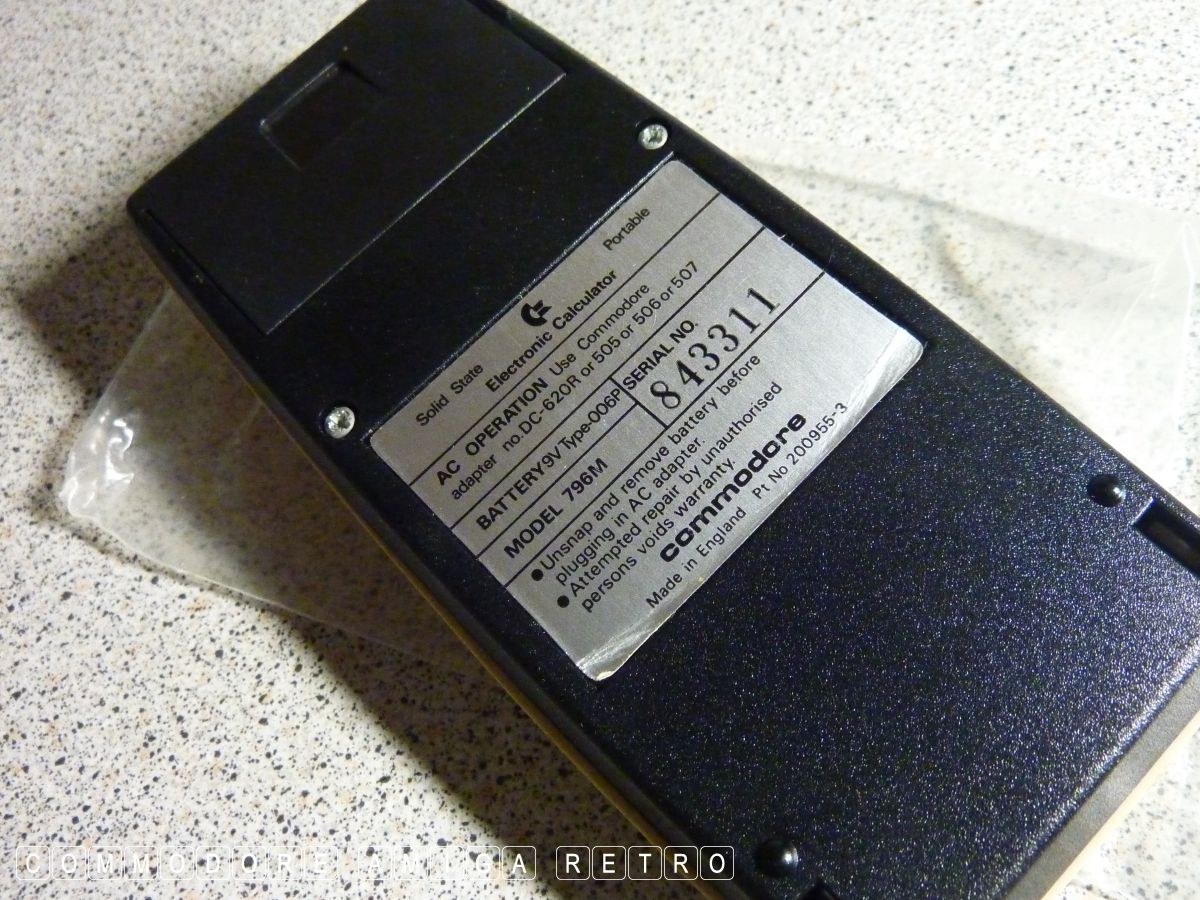 Solid State Portable
Electronic Calculator
AC OPERATION Use Commodore
adapter no.DC-620R or 505 or 506 or 507
BATTERY 9V Type-006P
SERIAL NO.
843311
MODEL 796M
● Unsnap and remove battery before
plugging in AC adapter.
● Attempted repair by unauthorised
persons voids warranty.
commodore
Made in England Pt No 200955-3
COMMODORE AMIGA RETRO